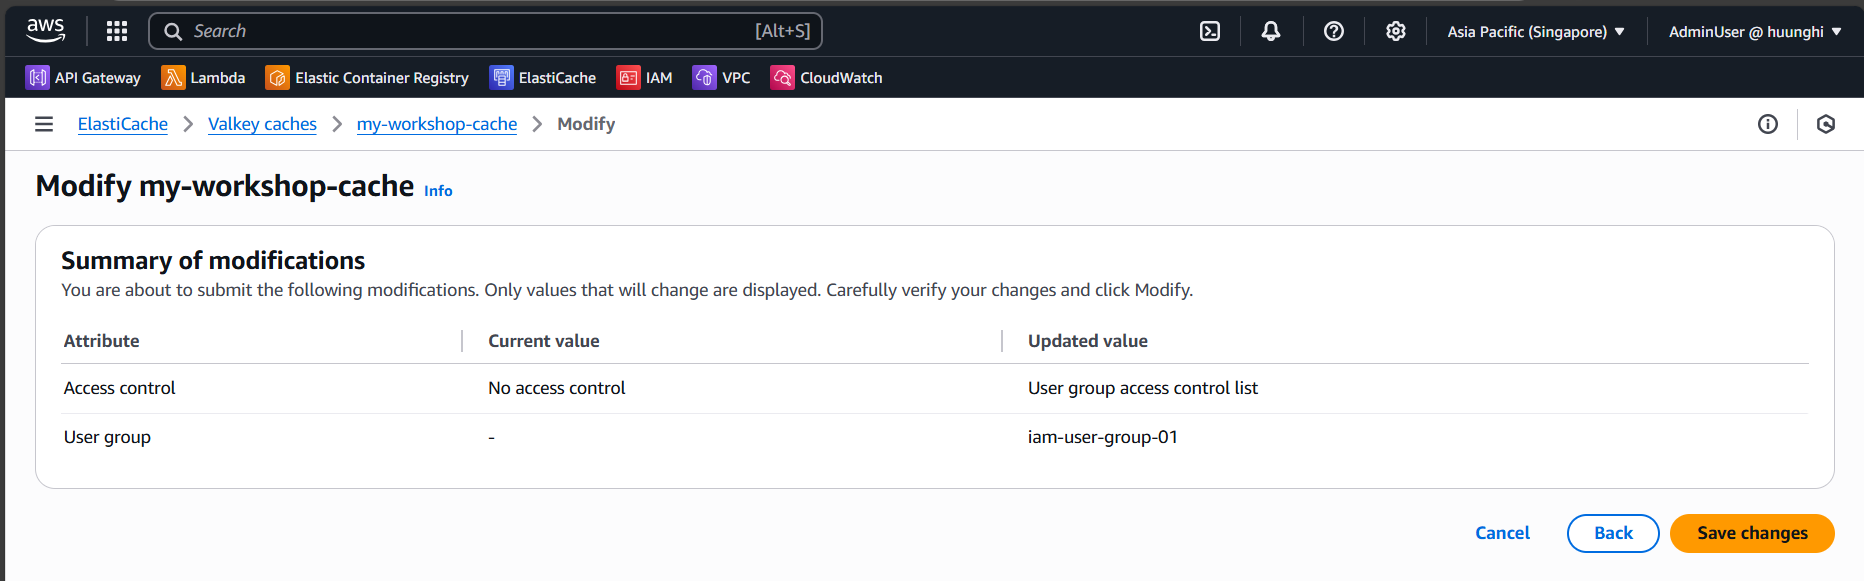 aws
Search [Alt+S]
Asia Pacific (Singapore) ▼ AdminUser @ huunghi ▼
API Gateway Lambda Elastic Container Registry ElastiCache IAM VPC CloudWatch
ElastiCache > Valkey caches > my-workshop-cache > Modify
Modify my-workshop-cache Info
Summary of modifications
You are about to submit the following modifications. Only values that will change are displayed. Carefully verify your changes and click Modify.
Attribute Current value Updated value
Access control No access control User group access control list
User group - iam-user-group-01
Cancel Back Save changes